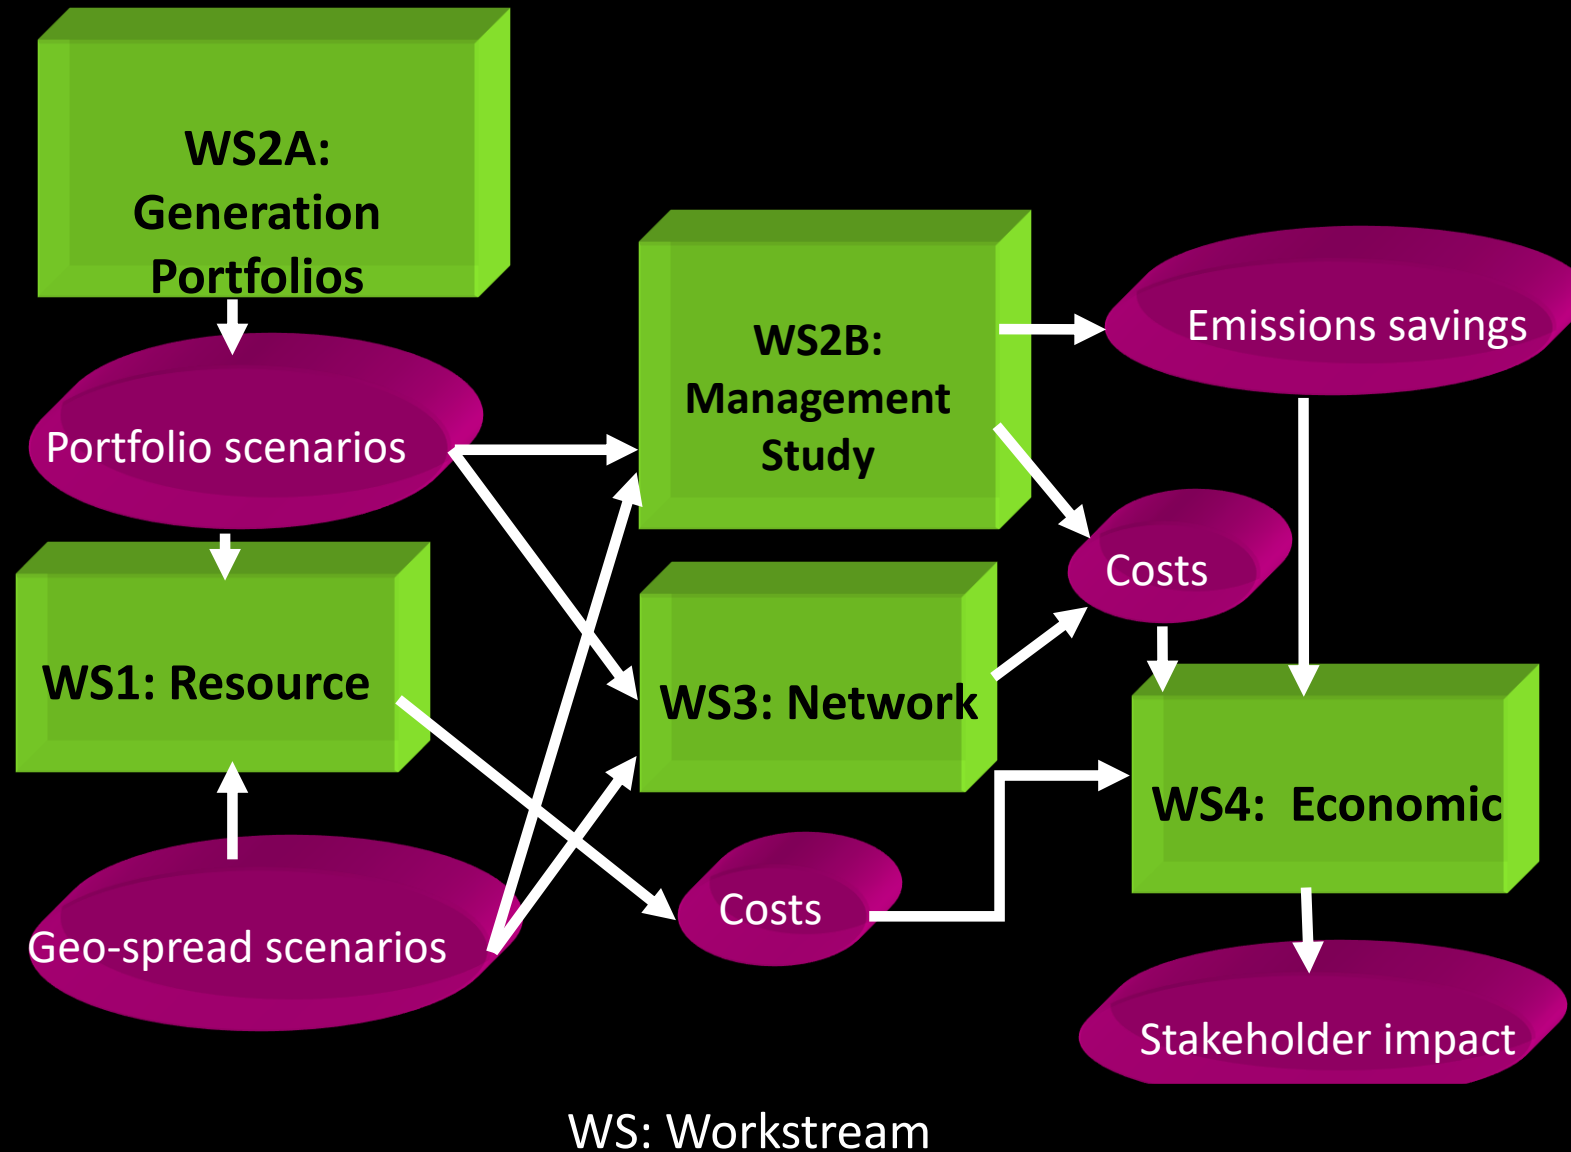 WS2A:
Generation
Portfolios
Portfolio scenarios
WS1: Resource
Geo-spread scenarios
WS2B:
Management
Study
WS3: Network
Costs
Emissions savings
Costs
WS4:  Economic
Stakeholder impact
WS: Workstream